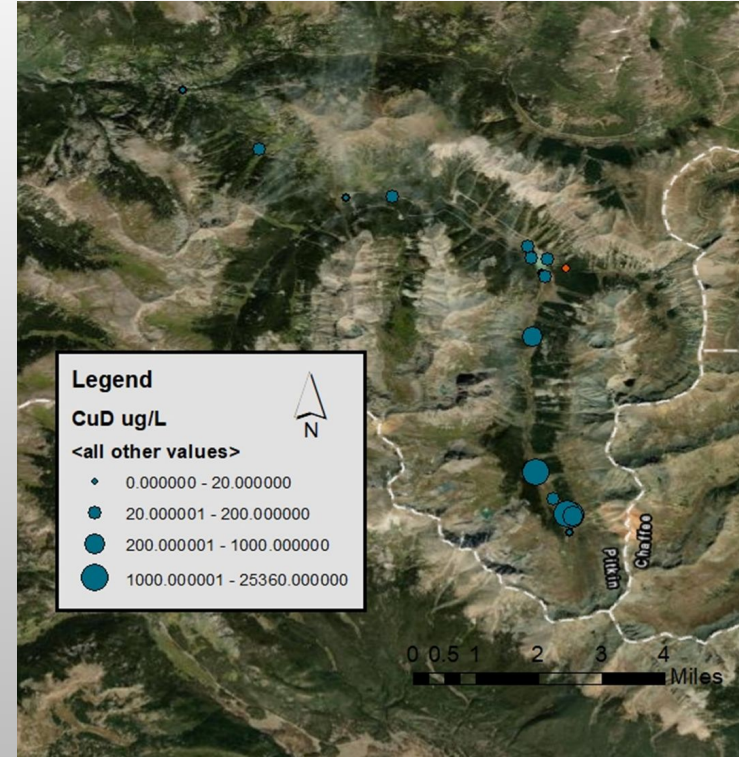 Legend
CuD ug/L
N
<all other values>
0.000000 - 20.000000
20.000001 - 200.000000
200.000001 - 1000.000000
1000.000001 - 25360.000000
Pitkin
Chaffee
0 0.5 1 2 3 4
Miles